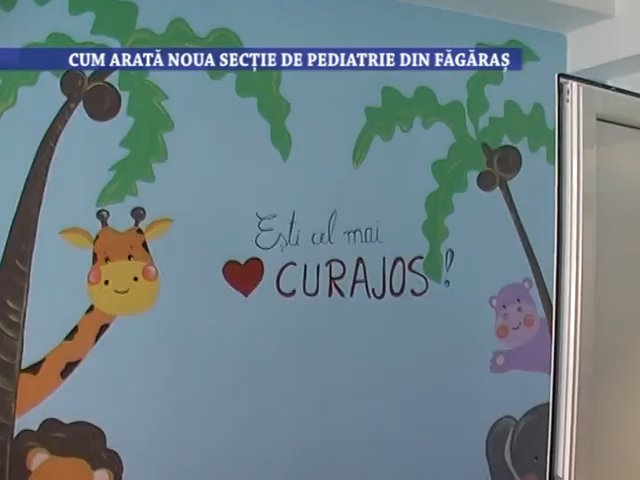 CUM ARATĂ NOUA SECȚIE DE PEDIATRIE DIN FĂGĂRAȘ
Ești cel mai
CURAJOS !